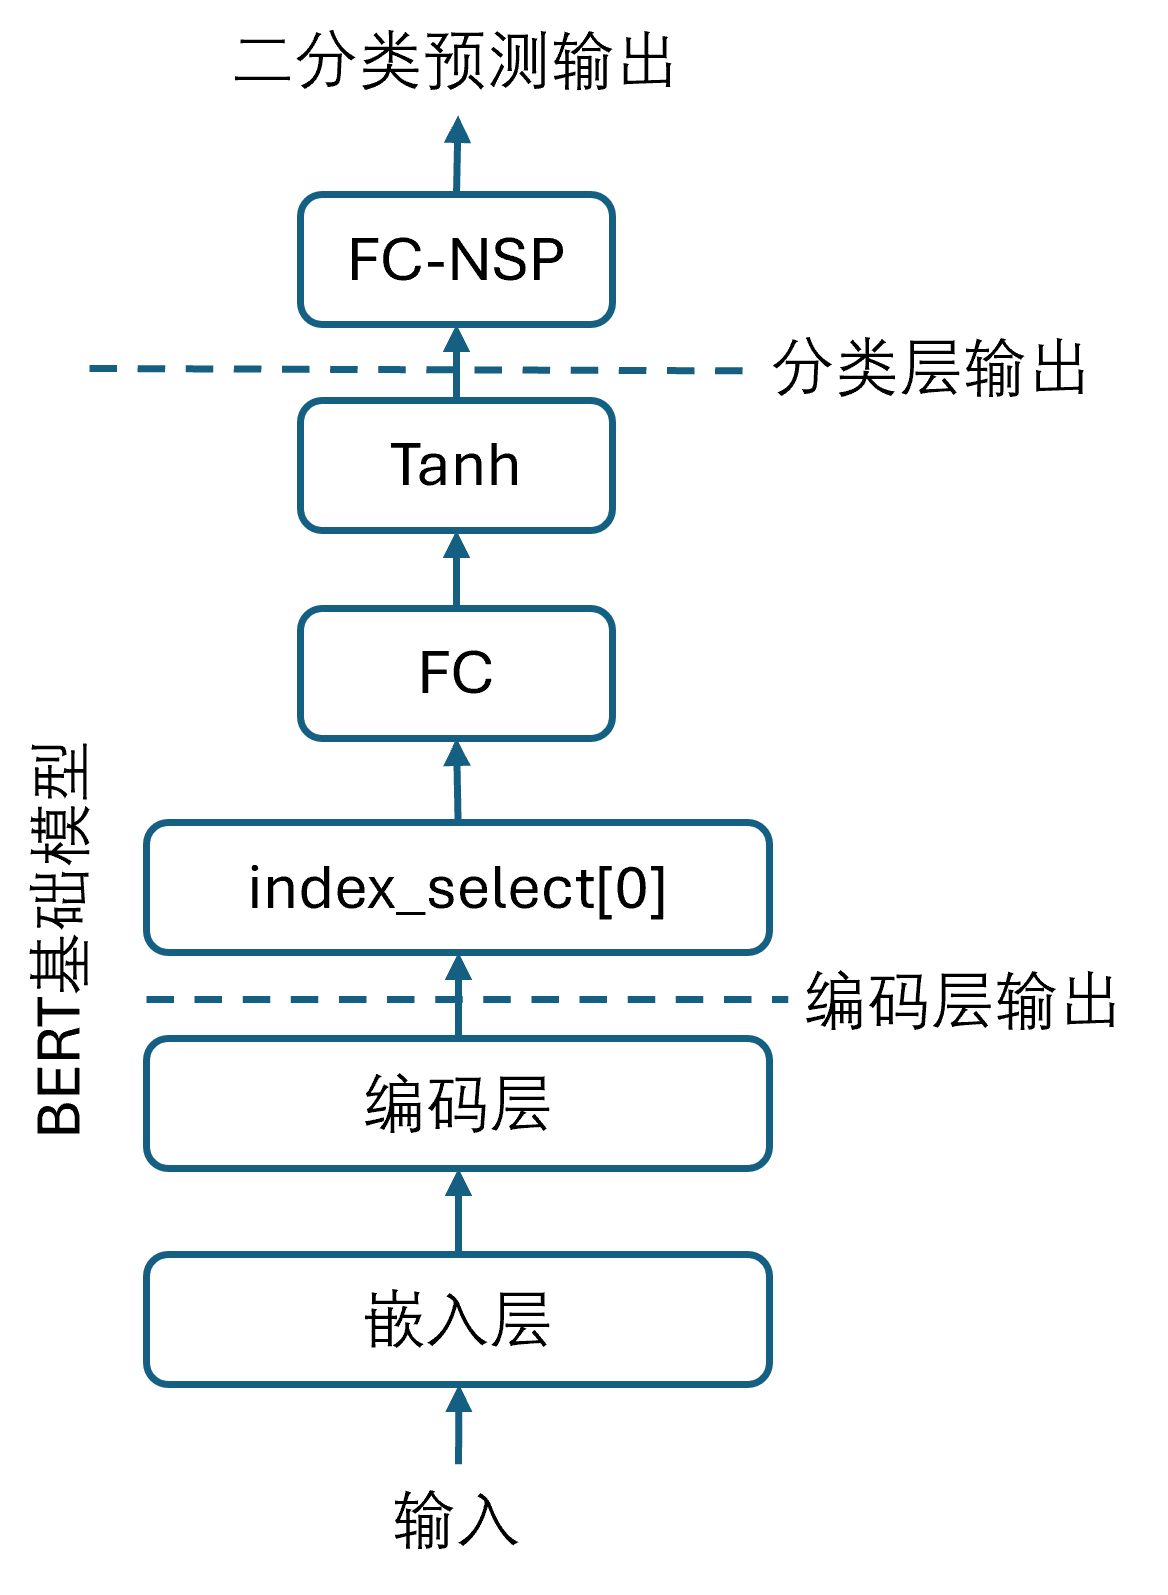 二分类预测输出
FC-NSP
分类层输出
Tanh
FC
BERT基础模型
index_select[0]
编码层输出
编码层
嵌入层
输入